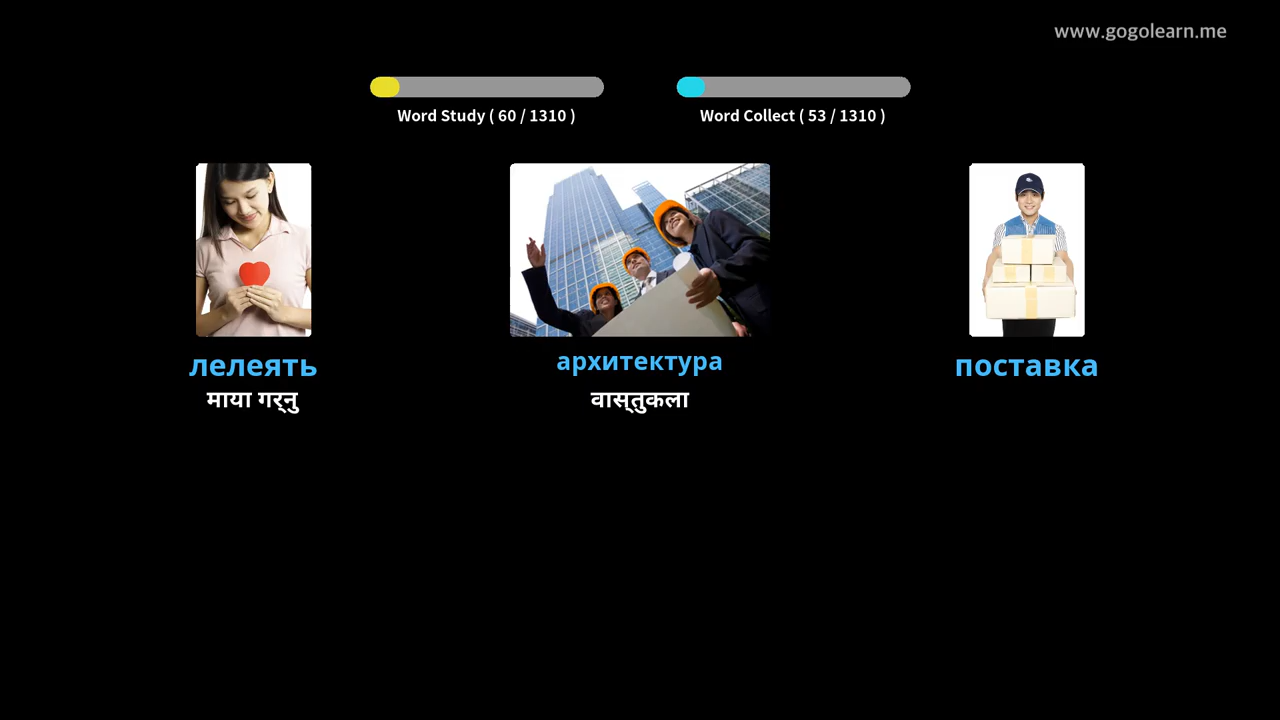 www.gogolearn.me
Word Study ( 60 / 1310 )
Word Collect ( 53 / 1310 )
лелеять
माया गर्नु
архитектура
वास्तुकला
поставка